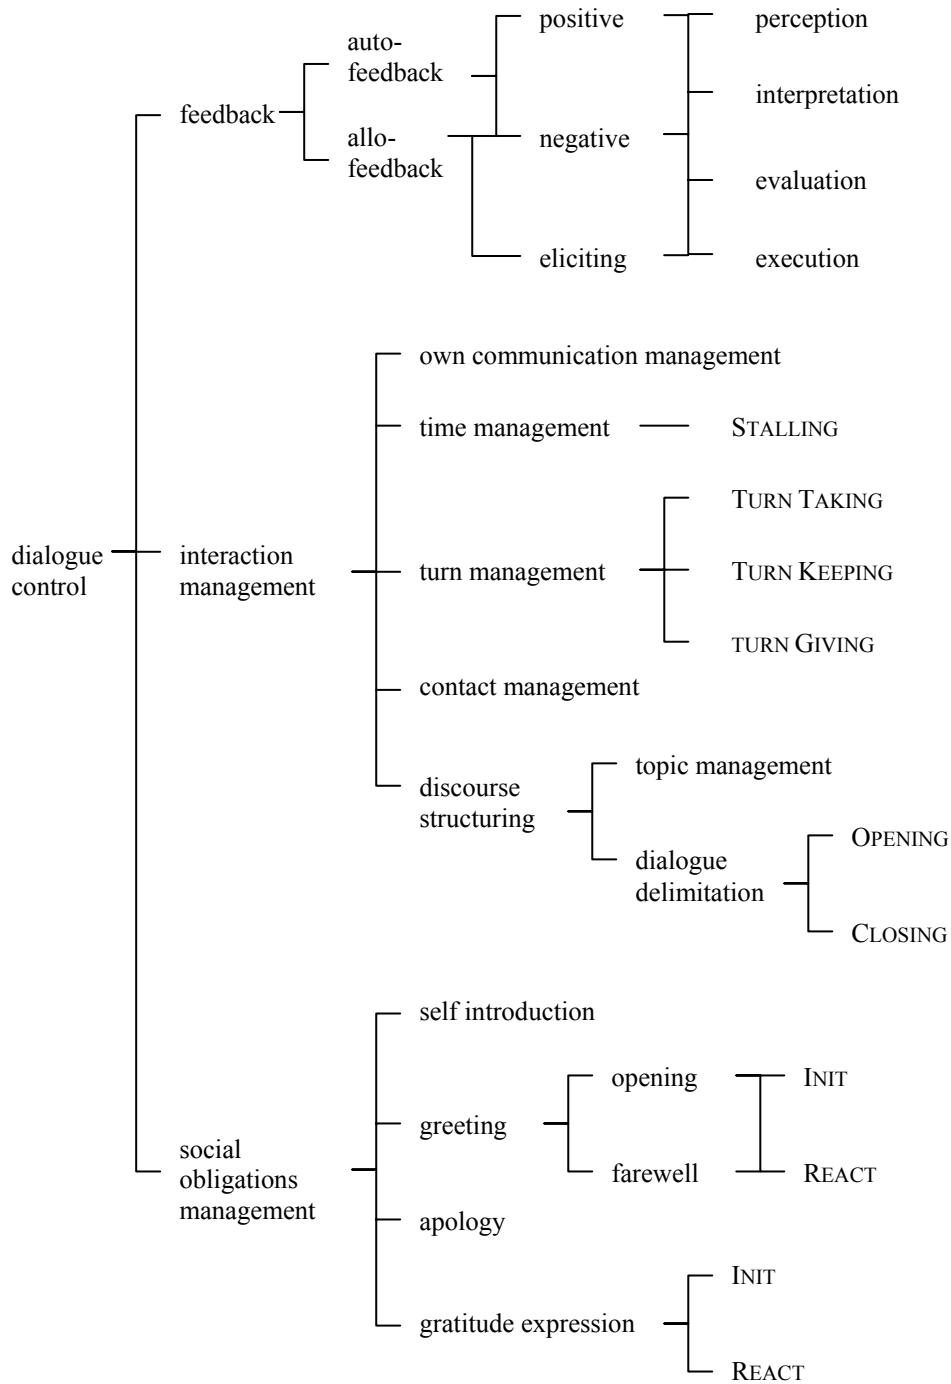 positive
perception
auto-
feedback
interpretation
feedback
allo-
feedback
negative
evaluation
eliciting
execution
own communication management
time management
STALLING
TURN TAKING
dialogue
control
interaction
management
turn management
TURN KEEPING
TURN GIVING
contact management
discourse
structuring
topic management
OPENING
dialogue
delimitation
CLOSING
self introduction
opening
INIT
greeting
social
obligations
management
farewell
REACT
apology
INIT
gratitude expression
REACT